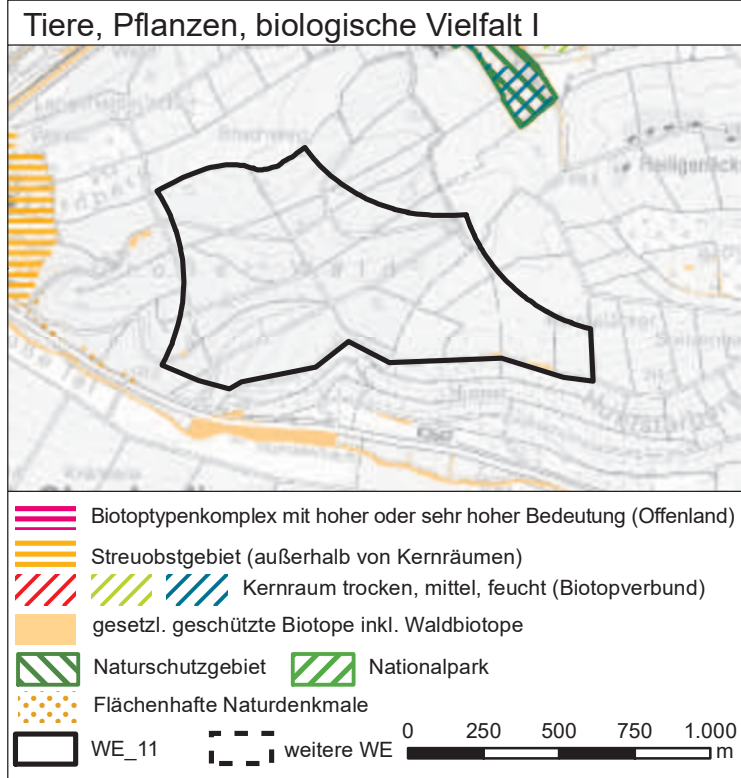 Tiere, Pflanzen, biologische Vielfalt I
Biotoptypenkomplex mit hoher oder sehr hoher Bedeutung (Offenland)
Streuobstgebiet (außerhalb von Kernräumen)
Kernraum trocken, mittel, feucht (Biotopverbund)
gesetzl. geschützte Biotope inkl. Waldbiotope
Naturschutzgebiet Nationalpark
Flächenhafte Naturdenkmale
WE_11 weitere WE 0 250 500 750 1.000
m